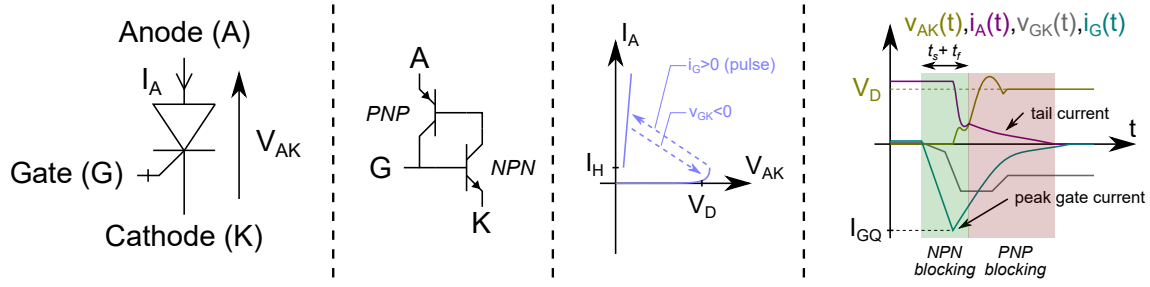 Anode (A)
I_A
V_AK
Gate (G)
Cathode (K)
A
PNP
G
NPN
K
I_A
i_G>0 (pulse)
v_GK<0
I_H
V_AK
V_D
v_AK(t),i_A(t),v_GK(t),i_G(t)
t_s+ t_f
V_D
tail current
t
peak gate current
I_GQ
NPN PNP
blocking blocking